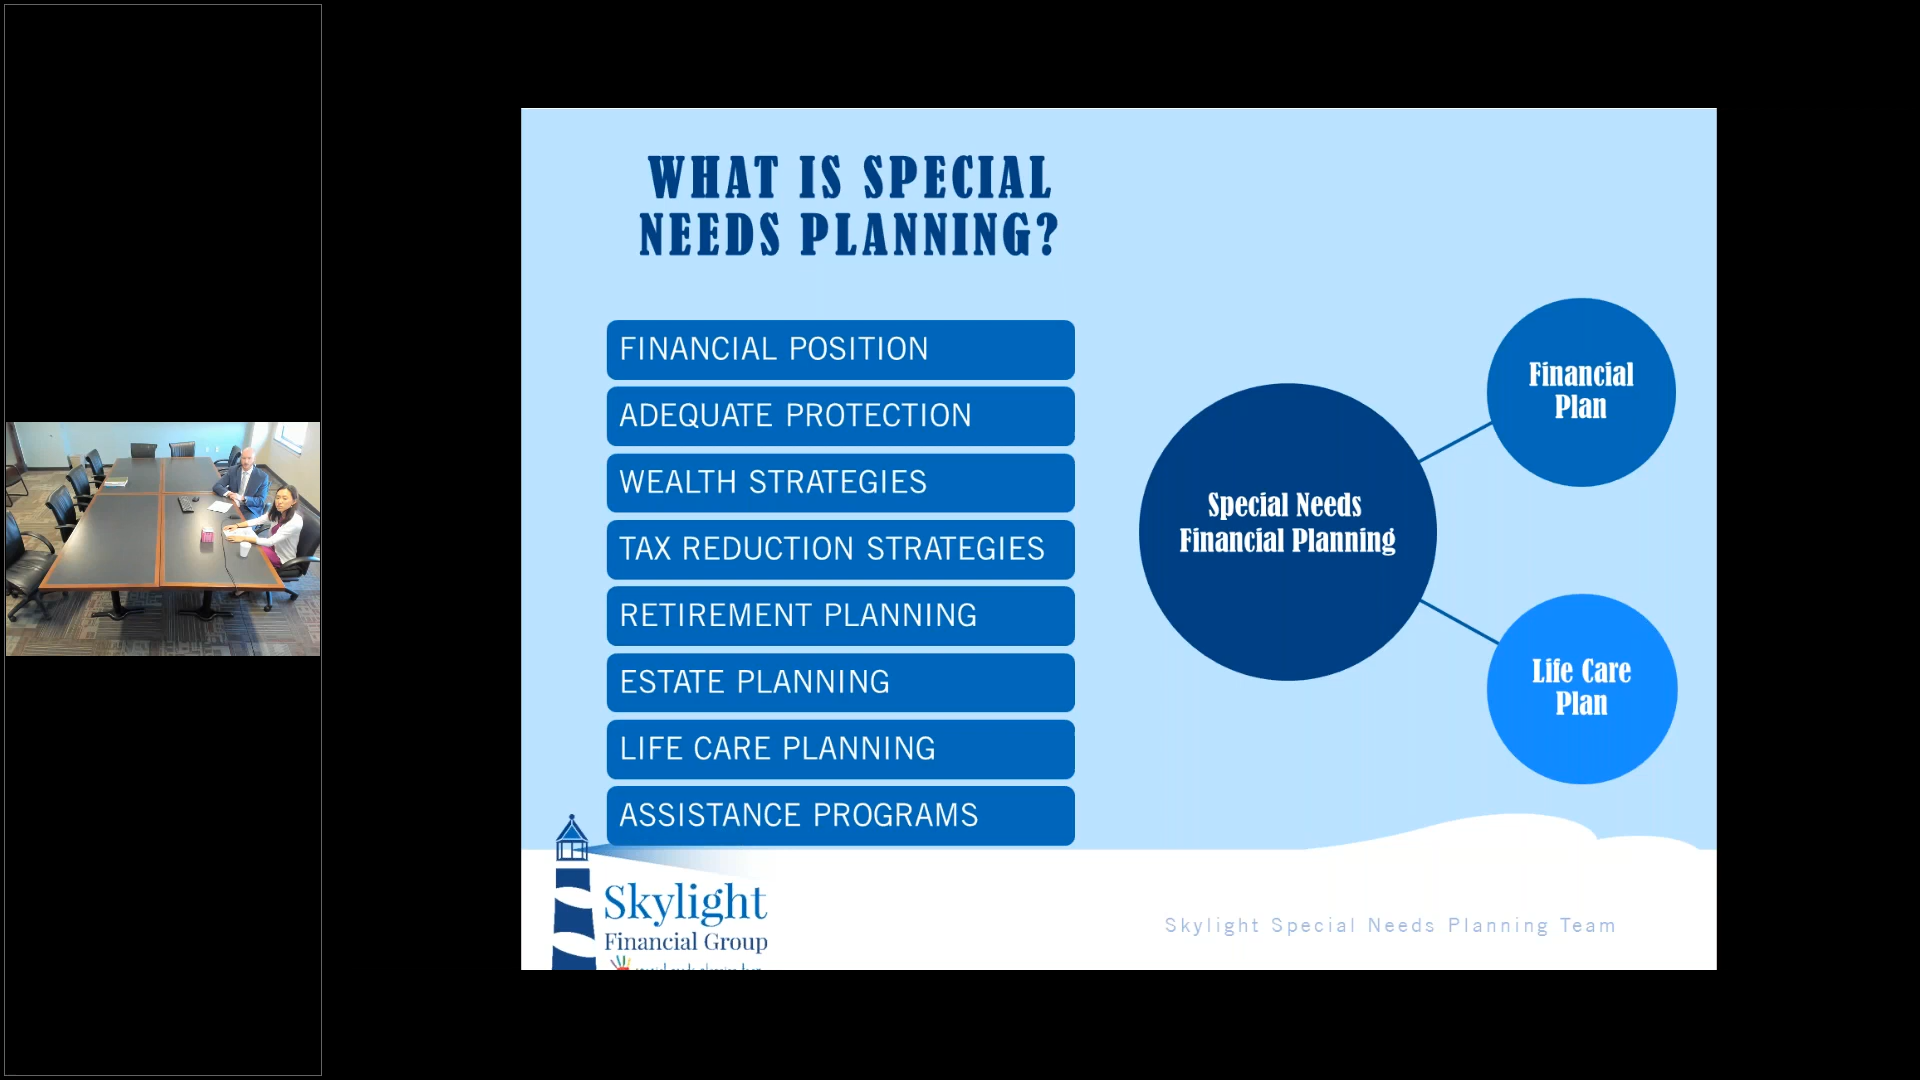 WHAT IS SPECIAL
NEEDS PLANNING?
FINANCIAL POSITION
ADEQUATE PROTECTION
WEALTH STRATEGIES
TAX REDUCTION STRATEGIES
RETIREMENT PLANNING
ESTATE PLANNING
LIFE CARE PLANNING
ASSISTANCE PROGRAMS
Special Needs
Financial Planning
Financial
Plan
Life Care
Plan
Skylight
Financial Group
Skylight Special Needs Planning Team